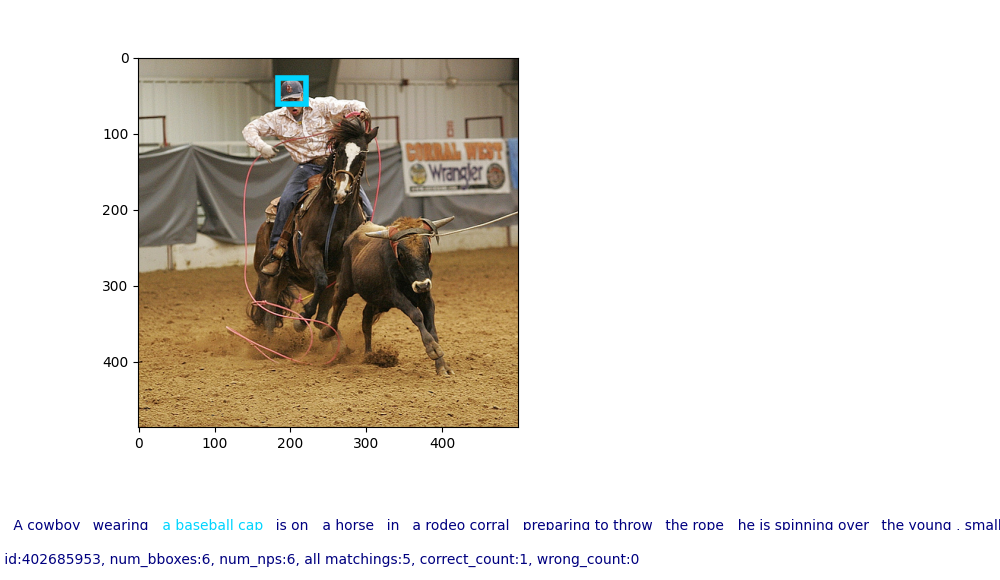 0
100
200
300
400
0 100 200 300 400
CORRAL WEST
Wrangler
A cowboy wearing a baseball cap is on a horse in a rodeo corral preparing to throw the rope he is spinning over the young , small
id:402685953, num_bboxes:6, num_nps:6, all matchings:5, correct_count:1, wrong_count:0